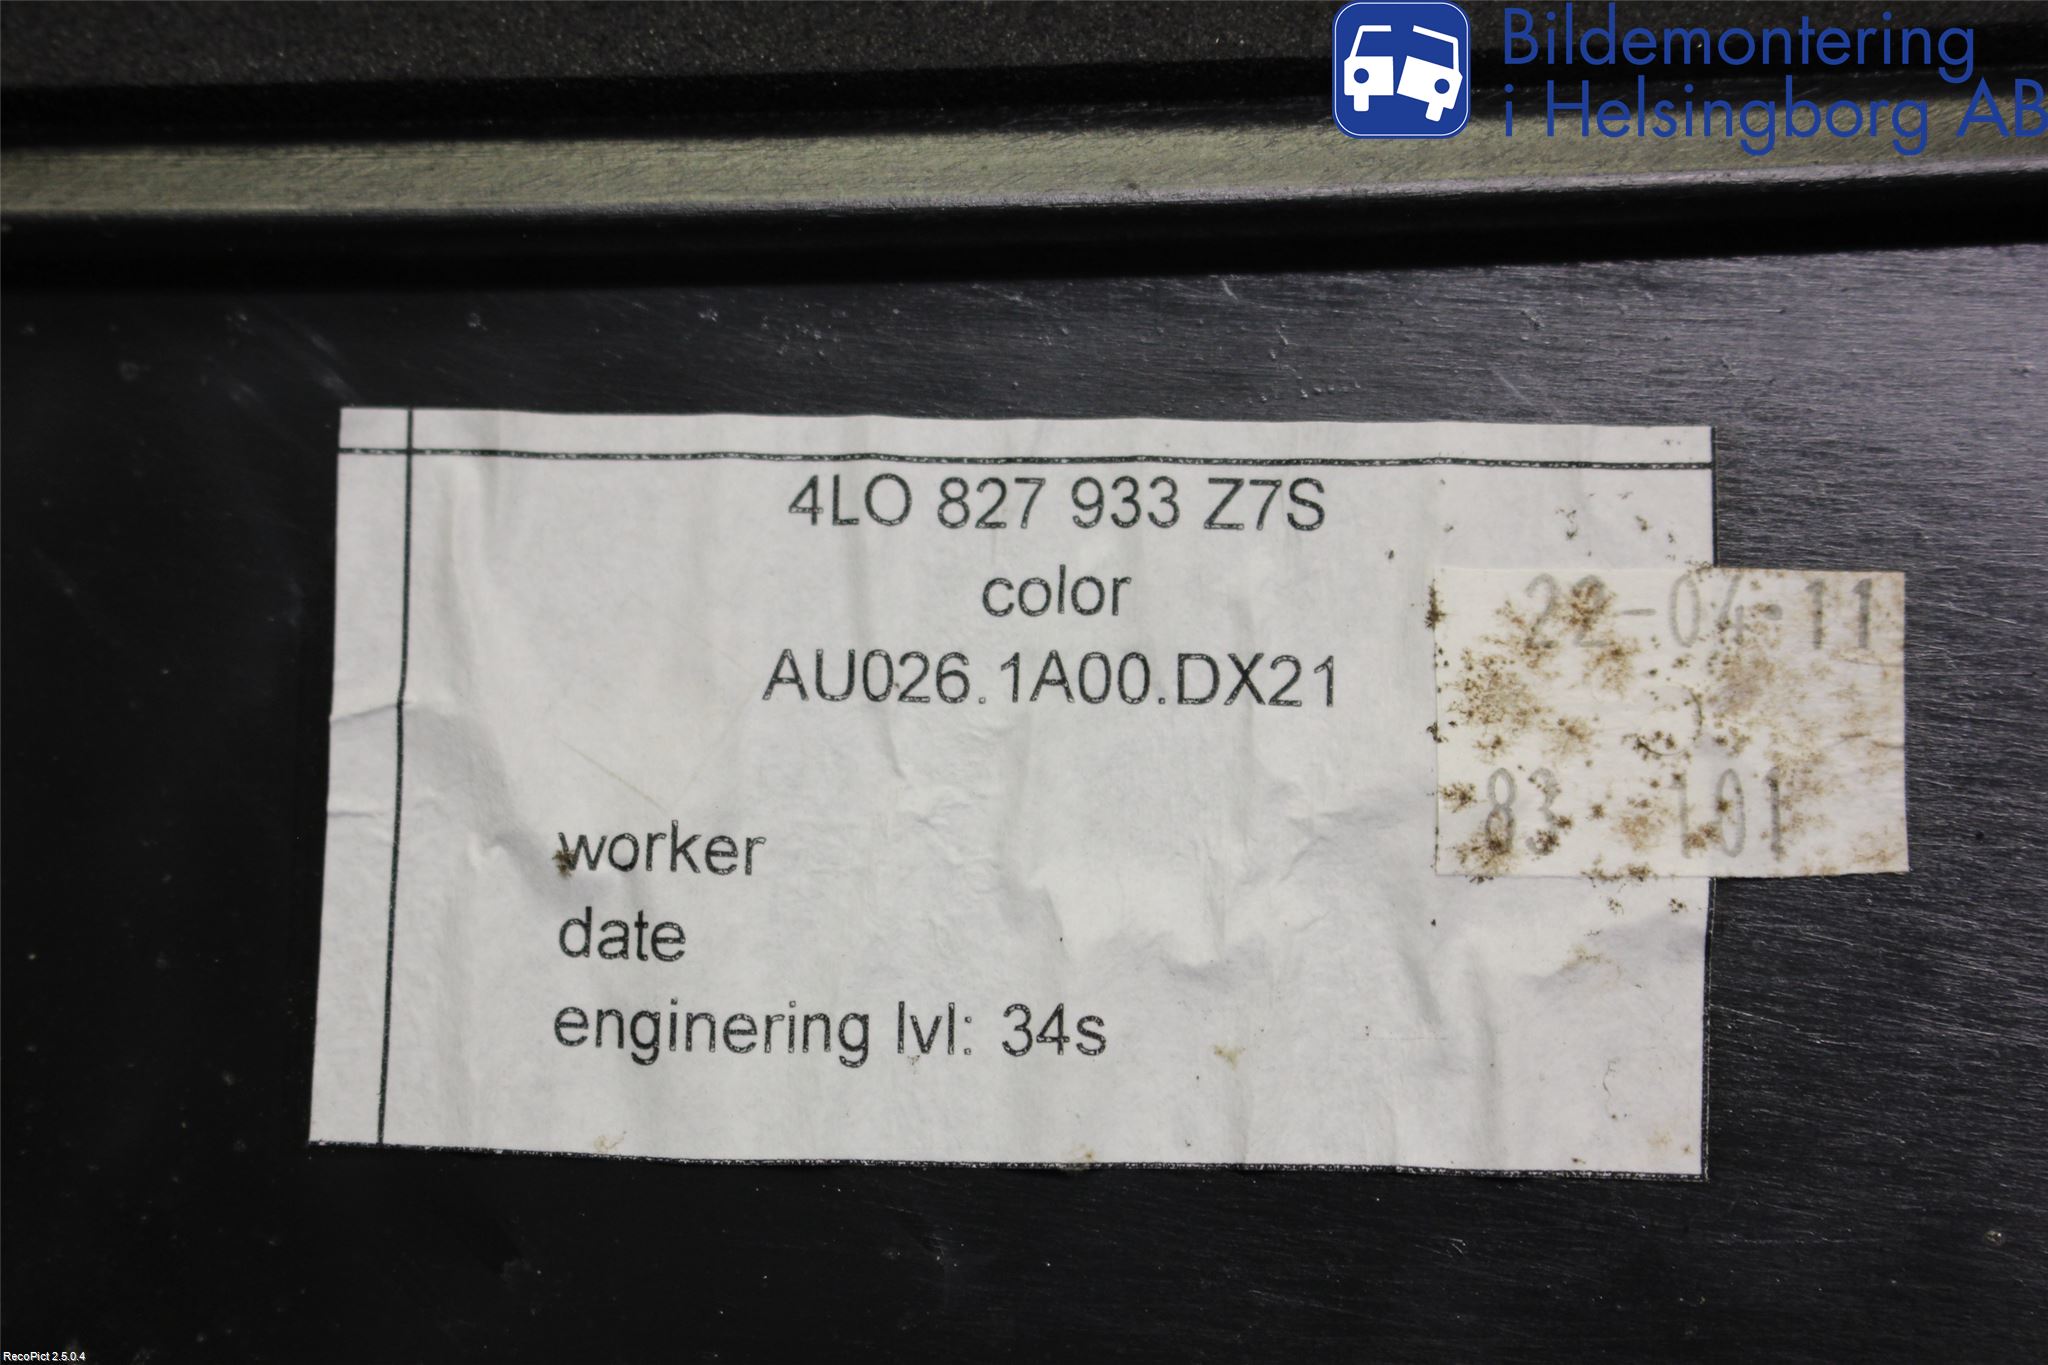 Bildemontering
i Helsingborg AB
4LO 827 933 Z7S
color
AU026.1A00.DX21
22-04-11
83 101
worker
date
enginering lvl: 34s
RecoPict 2.5.0.4